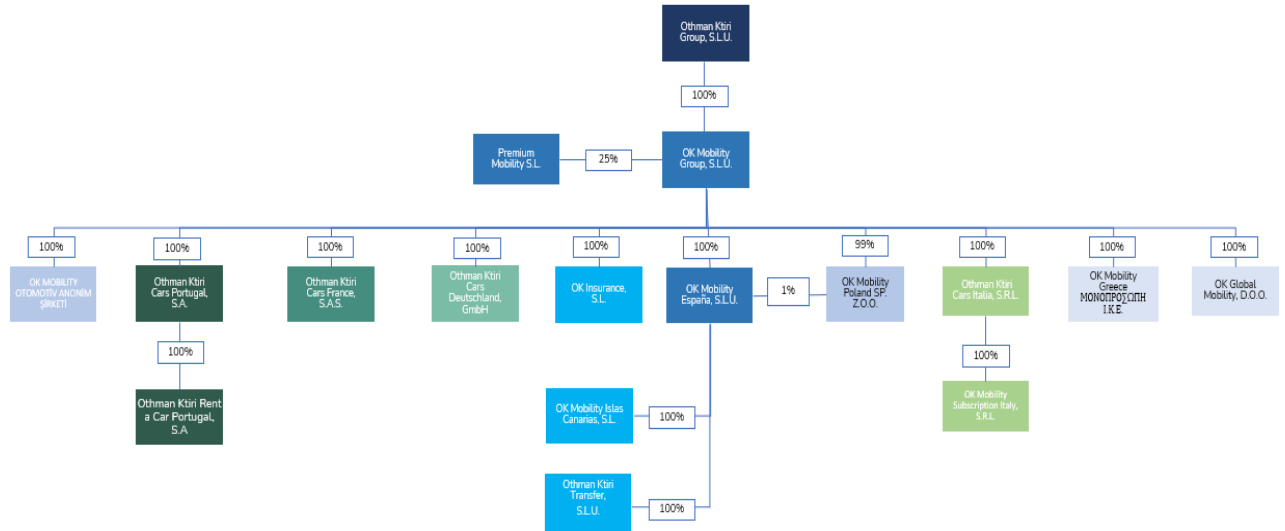 Othman Ktiri
Group, S.L.U.
100%
Premium
Mobility S.L.
25%
OK Mobility
Group, S.L.U.
100%
100%
100%
100%
100%
100%
99%
100%
100%
100%
OK MOBILITY
OTOMOTİV ANONİM
ŞİRKETİ
Othman Ktiri
Cars Portugal,
S.A.
Othman Ktiri
Cars France,
S.A.S.
Othman Ktiri
Cars
Deutschland,
GmbH
OK Insurance,
S.L.
OK Mobility
España, S.L.U.
1%
OK Mobility
Poland SP.
Z.O.O.
Othman Ktiri
Cars Italia, S.R.L.
OK Mobility
Greece
ΜΟΝΟΠΡΟΣΩΠΗ
Ι.Κ.Ε.
OK Global
Mobility, D.O.O.
100%
100%
Othman Ktiri Rent
a Car Portugal,
S.A
OK Mobility Islas
Canarias, S.L.
100%
OK Mobility
Subscription Italy,
S.R.L.
Othman Ktiri
Transfer,
S.L.U.
100%